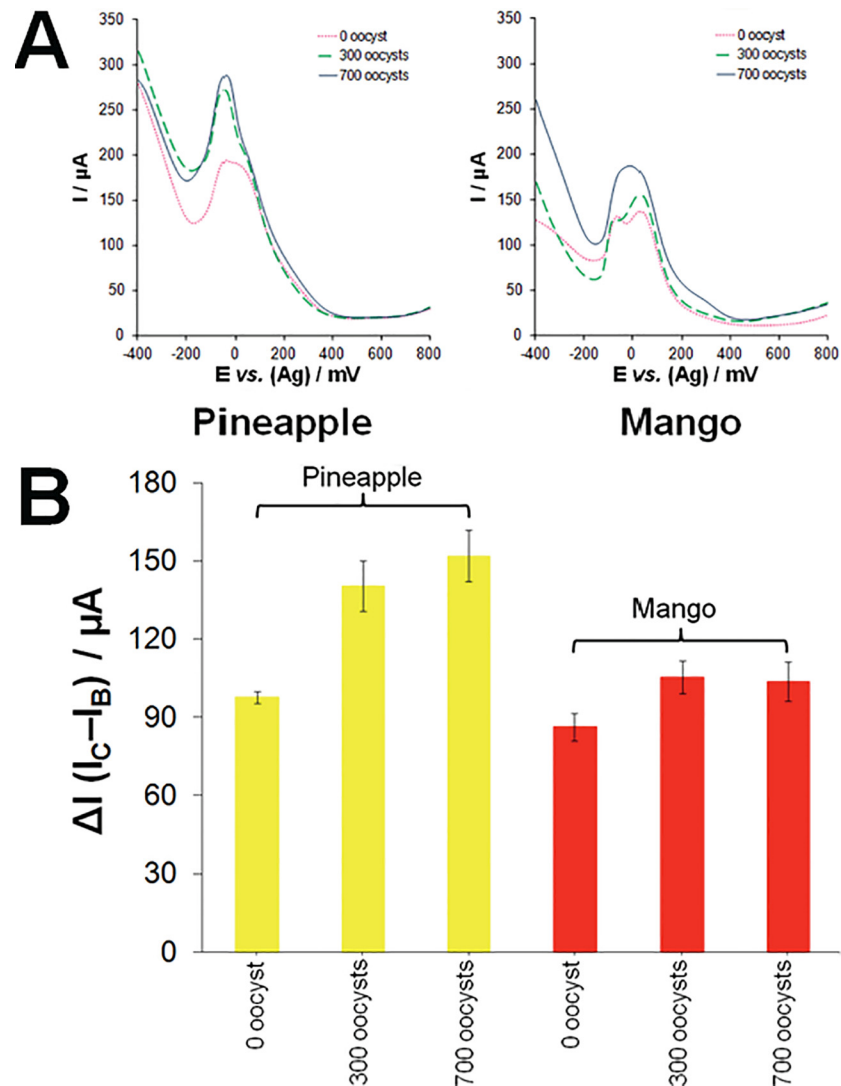 A
350
300
250
200
150
100
50
0
I / µA
0 oocyst
300 oocysts
700 oocysts
-400 -200 0 200 400 600 800
E vs. (Ag) / mV
Pineapple
350
300
250
200
150
100
50
0
I / µA
0 oocyst
300 oocysts
700 oocysts
-400 -200 0 200 400 600 800
E vs. (Ag) / mV
Mango
B
180
150
120
90
60
30
0
ΔI (IC–IB) / µA
Pineapple
Mango
0 oocyst
300 oocysts
700 oocysts
0 oocyst
300 oocysts
700 oocysts